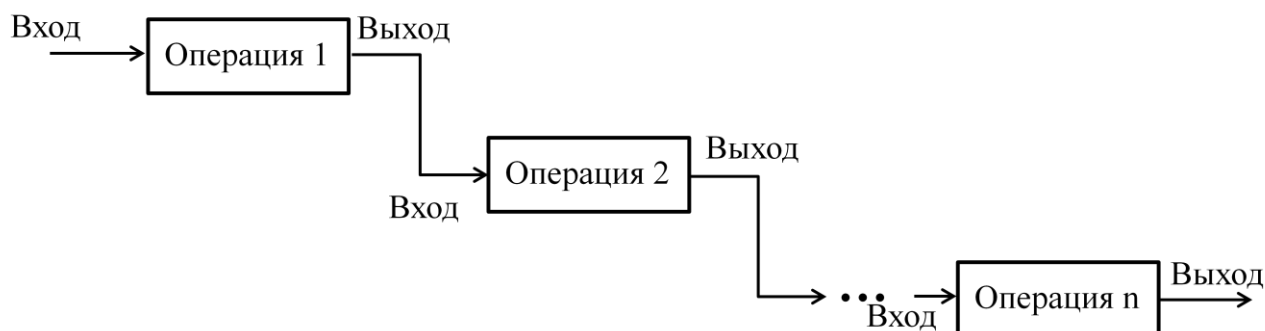 Вход
Операция 1
Выход
Вход
Операция 2
Выход
...
Вход
Операция n
Выход